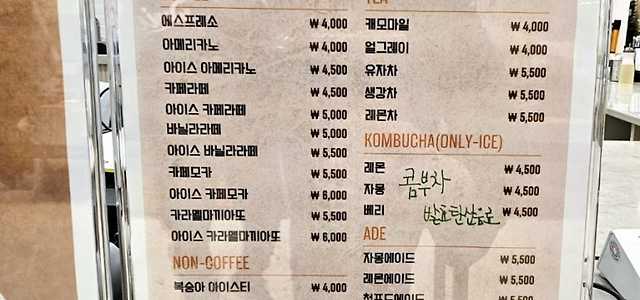 에스프레소 ₩ 4,000
아메리카노 ₩ 4,000
아이스 아메리카노 ₩ 4,500
카페라떼 ₩ 4,500
아이스 카페라떼 ₩ 5,000
바닐라라떼 ₩ 5,000
아이스 바닐라라떼 ₩ 5,500
카페모카 ₩ 5,500
아이스 카페모카 ₩ 6,000
카라멜마끼아또 ₩ 5,500
아이스 카라멜마끼아또 ₩ 6,000
NON-COFFEE
복숭아 아이스티 ₩ 4,000
TEA
캐모마일 ₩ 4,000
얼그레이 ₩ 4,000
유자차 ₩ 5,500
생강차 ₩ 5,500
레몬차 ₩ 5,500
KOMBUCHA(ONLY-ICE)
레몬 ₩ 4,500
자몽 ₩ 4,500
베리 ₩ 4,500
콤부차
발효탄산음료
ADE
자몽에이드 ₩ 5,500
레몬에이드 ₩ 5,500
청포도에이드 ₩ 5,500